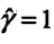 γ̂ = 1